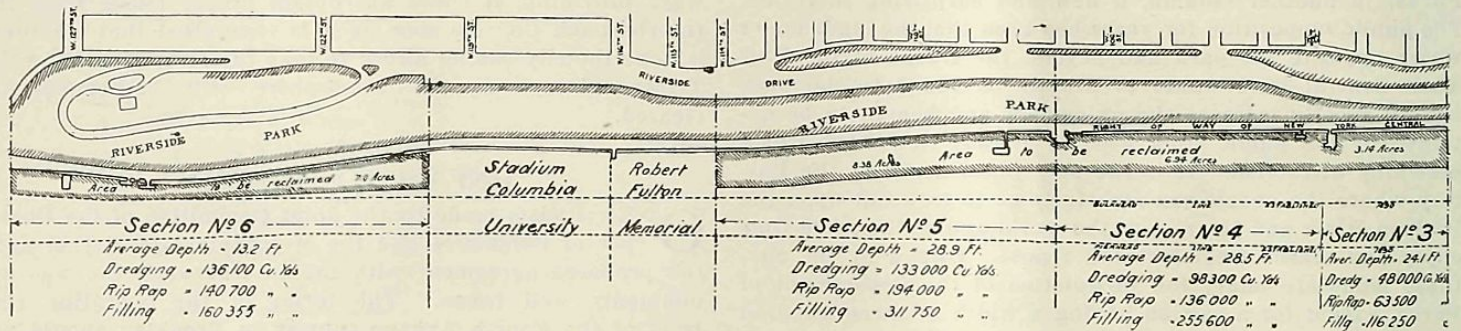 W. 127TH ST.
W. 122ND ST.
W. 119TH ST.
W. 116TH ST.
W. 115TH ST.
W. 114TH ST.
RIVERSIDE DRIVE
RIVERSIDE PARK
RIVERSIDE PARK
RIGHT OF WAY OF NEW YORK CENTRAL
Area to be reclaimed 7.0 Acres
Stadium
Columbia
University
Robert
Fulton
Memorial
8.38 Acres Area to be reclaimed 6.94 Acres
3.14 Acres
BULKHEAD LINE ESTABLISHED
LINE ESTABLISHED
Section No 6
Average Depth = 13.2 Ft.
Dredging = 136100 Cu. Yds
Rip Rap = 140700 " "
Filling = 160355 " "
Section No 5
Average Depth = 28.9 Ft.
Dredging = 133000 Cu. Yds.
Rip Rap = 194000 " "
Filling = 311750 " "
Section No 4
Average Depth = 28.5 Ft.
Dredging = 98300 Cu. Yds
Rip Rap = 136000 " "
Filling = 255600 " "
Section No 3
Aver. Depth = 24.1 Ft
Dredg = 48000 Cu Yds
Rip Rap = 63500 "
Fillg = 116250 "